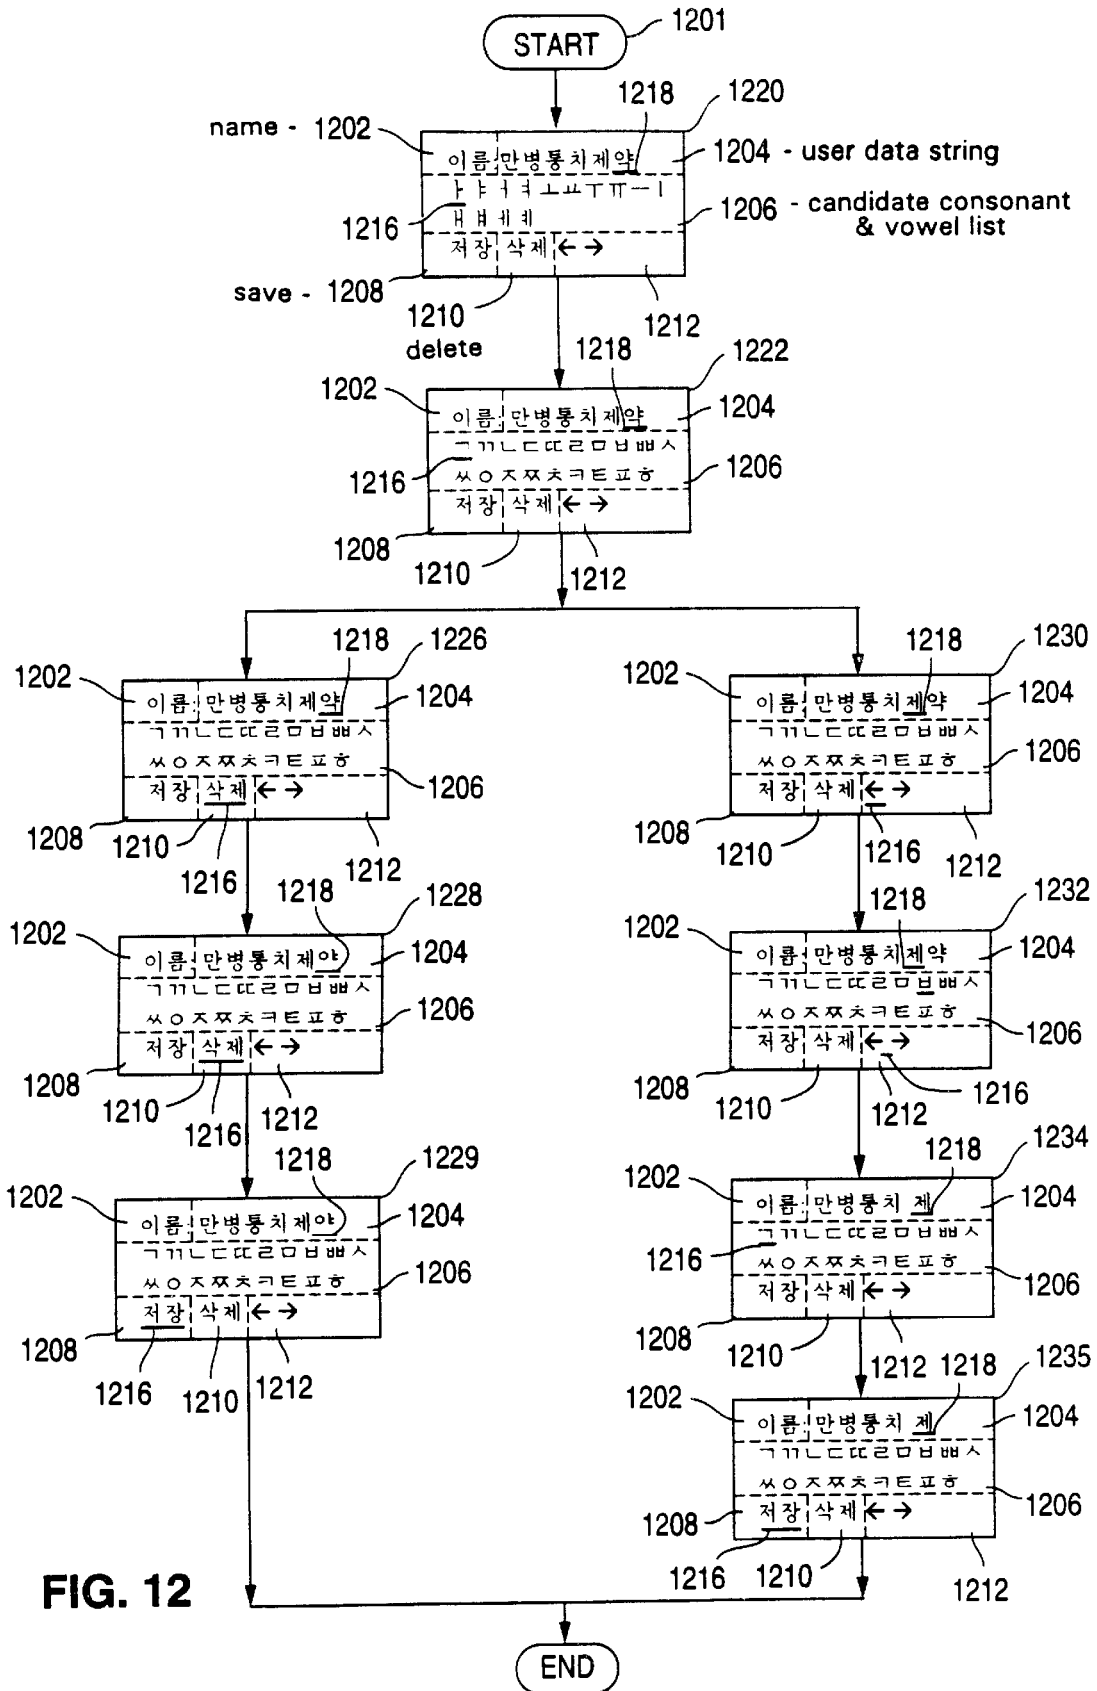 START
1201
1218
1220
name - 1202
이름: 만병통치제약
1204 - user data string
ㅏ ㅑ ㅓ ㅕ ㅗ ㅛ ㅜ ㅠ ㅡ ㅣ
1216
ㅐ ㅒ ㅔ ㅖ
1206 - candidate consonant & vowel list
저장 삭제 ← →
save - 1208
1210
delete
1212
1218
1222
1202
이름: 만병통치제약
1204
ㄱㄲㄴㄷㄸㄹㅁㅂㅃㅅ
1216
ㅆㅇㅈㅉㅊㅋㅌㅍㅎ
1206
저장 삭제 ← →
1208
1210
1212
1218
1226
1202
이름: 만병통치제약
1204
ㄱㄲㄴㄷㄸㄹㅁㅂㅃㅅ
ㅆㅇㅈㅉㅊㅋㅌㅍㅎ
1206
저장 삭제 ← →
1208
1210
1216
1212
1218
1228
1202
이름: 만병통치제야
1204
ㄱㄲㄴㄷㄸㄹㅁㅂㅃㅅ
ㅆㅇㅈㅉㅊㅋㅌㅍㅎ
1206
저장 삭제 ← →
1208
1210
1216
1212
1218
1229
1202
이름: 만병통치제야
1204
ㄱㄲㄴㄷㄸㄹㅁㅂㅃㅅ
ㅆㅇㅈㅉㅊㅋㅌㅍㅎ
1206
저장 삭제 ← →
1208
1216
1210
1212
1218
1230
1202
이름: 만병통치제약
1204
ㄱㄲㄴㄷㄸㄹㅁㅂㅃㅅ
ㅆㅇㅈㅉㅊㅋㅌㅍㅎ
1206
저장 삭제 ← →
1208
1210
1216
1212
1218
1232
1202
이름: 만병통치제약
1204
ㄱㄲㄴㄷㄸㄹㅁㅂㅃㅅ
ㅆㅇㅈㅉㅊㅋㅌㅍㅎ
1206
저장 삭제 ← →
1208
1210
1212
1216
1218
1234
1202
이름: 만병통치 제
1204
ㄱㄲㄴㄷㄸㄹㅁㅂㅃㅅ
1216
ㅆㅇㅈㅉㅊㅋㅌㅍㅎ
1206
저장 삭제 ← →
1208
1210
1212
1218
1235
1202
이름: 만병통치 제
1204
ㄱㄲㄴㄷㄸㄹㅁㅂㅃㅅ
ㅆㅇㅈㅉㅊㅋㅌㅍㅎ
1206
저장 삭제 ← →
1208
1216
1210
1212
FIG. 12
END